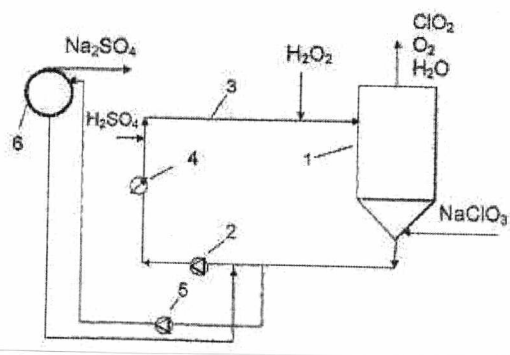 ClO₂
O₂
H₂O
Na₂SO₄
H₂O₂
3
6
H₂SO₄
1
4
NaClO₃
2
5